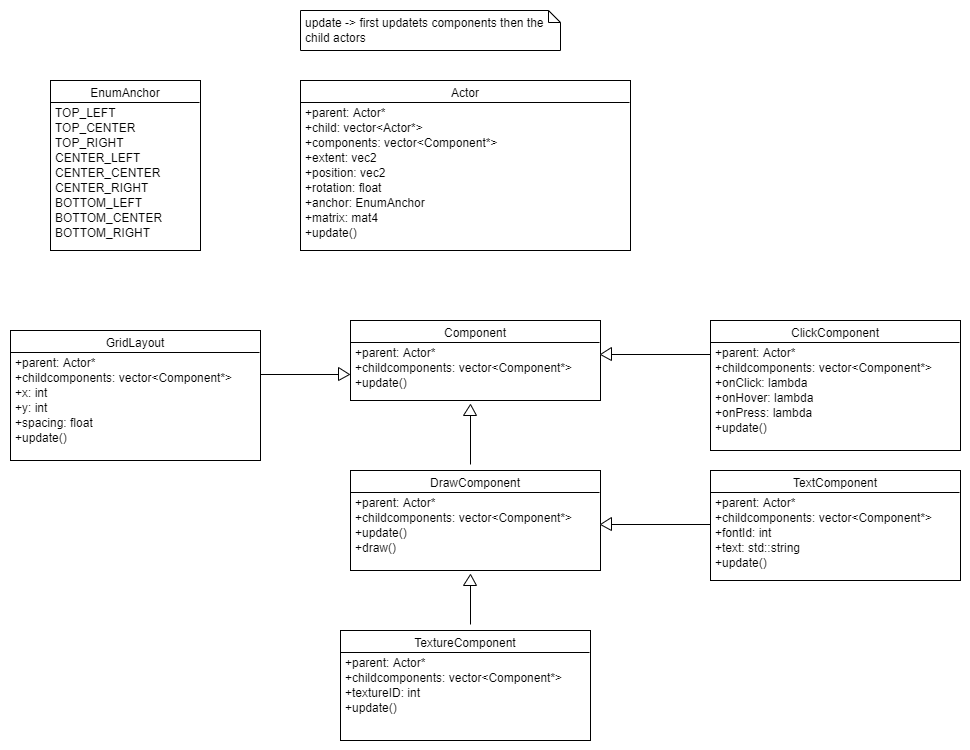 update -> first updatets components then the
child actors
EnumAnchor
TOP_LEFT
TOP_CENTER
TOP_RIGHT
CENTER_LEFT
CENTER_CENTER
CENTER_RIGHT
BOTTOM_LEFT
BOTTOM_CENTER
BOTTOM_RIGHT
Actor
+parent: Actor*
+child: vector<Actor*>
+components: vector<Component*>
+extent: vec2
+position: vec2
+rotation: float
+anchor: EnumAnchor
+matrix: mat4
+update()
GridLayout
+parent: Actor*
+childcomponents: vector<Component*>
+x: int
+y: int
+spacing: float
+update()
Component
+parent: Actor*
+childcomponents: vector<Component*>
+update()
ClickComponent
+parent: Actor*
+childcomponents: vector<Component*>
+onClick: lambda
+onHover: lambda
+onPress: lambda
+update()
DrawComponent
+parent: Actor*
+childcomponents: vector<Component*>
+update()
+draw()
TextComponent
+parent: Actor*
+childcomponents: vector<Component*>
+fontId: int
+text: std::string
+update()
TextureComponent
+parent: Actor*
+childcomponents: vector<Component*>
+textureID: int
+update()